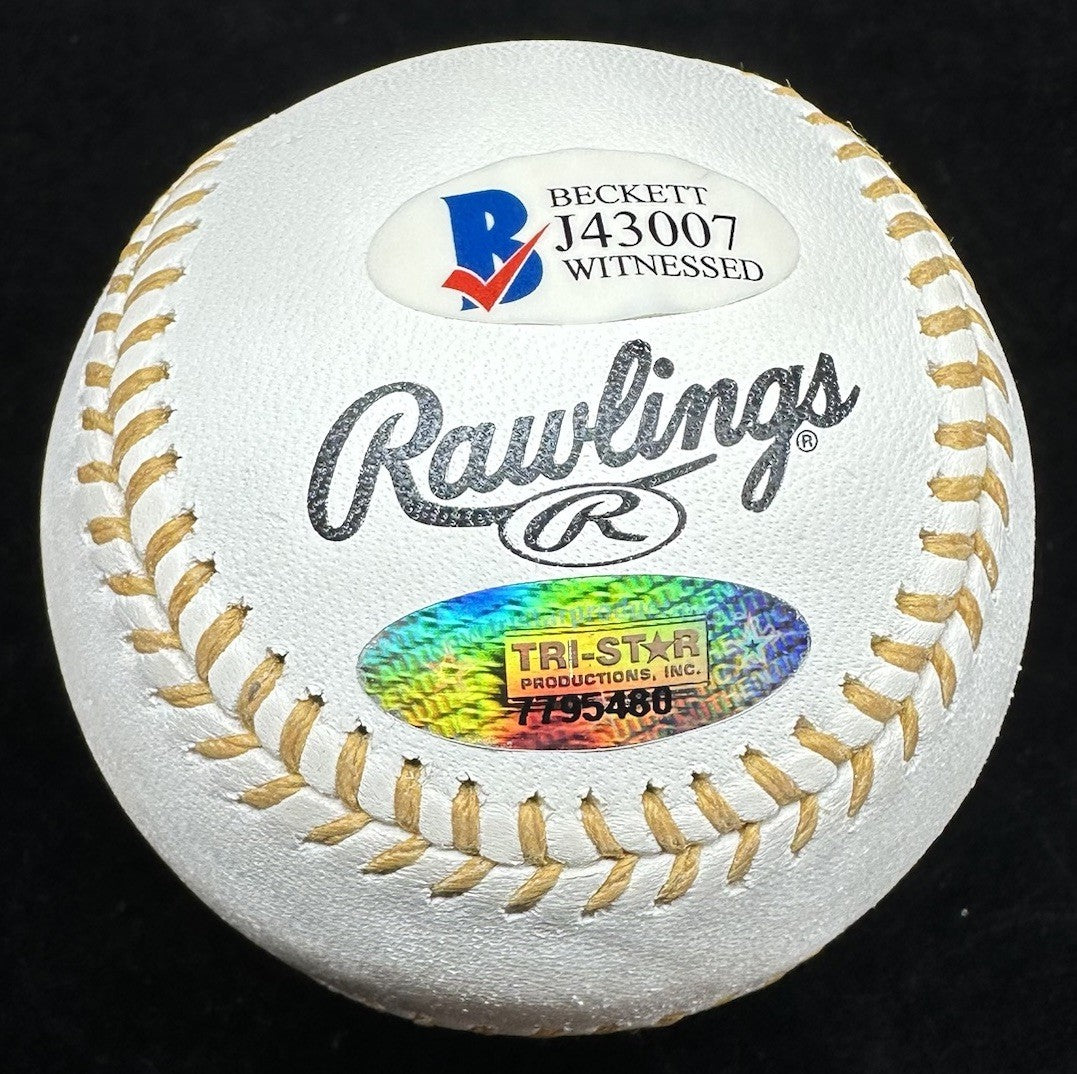 BECKETT
J43007
WITNESSED
Rawlings®
R
TRI-STAR
PRODUCTIONS, INC.
7795480